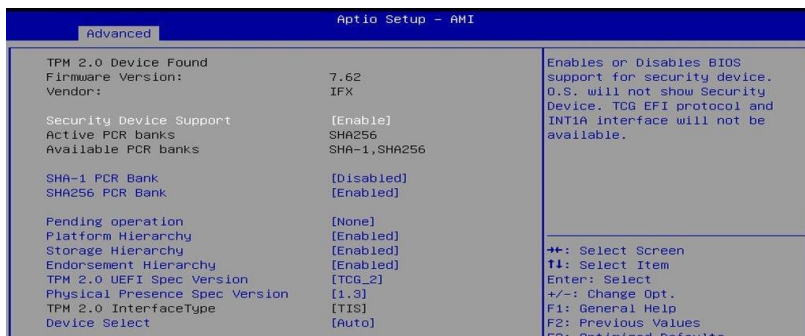 Aptio Setup - AMI
Advanced
TPM 2.0 Device Found
Firmware Version: 7.62
Vendor: IFX
Security Device Support [Enable]
Active PCR banks SHA256
Available PCR banks SHA-1,SHA256
SHA-1 PCR Bank [Disabled]
SHA256 PCR Bank [Enabled]
Pending operation [None]
Platform Hierarchy [Enabled]
Storage Hierarchy [Enabled]
Endorsement Hierarchy [Enabled]
TPM 2.0 UEFI Spec Version [TCG_2]
Physical Presence Spec Version [1.3]
TPM 2.0 InterfaceType [TIS]
Device Select [Auto]
Enables or Disables BIOS
support for security device.
O.S. will not show Security
Device. TCG EFI protocol and
INT1A interface will not be
available.
→←: Select Screen
↑↓: Select Item
Enter: Select
+/-: Change Opt.
F1: General Help
F2: Previous Values
F3: Optimized Defaults